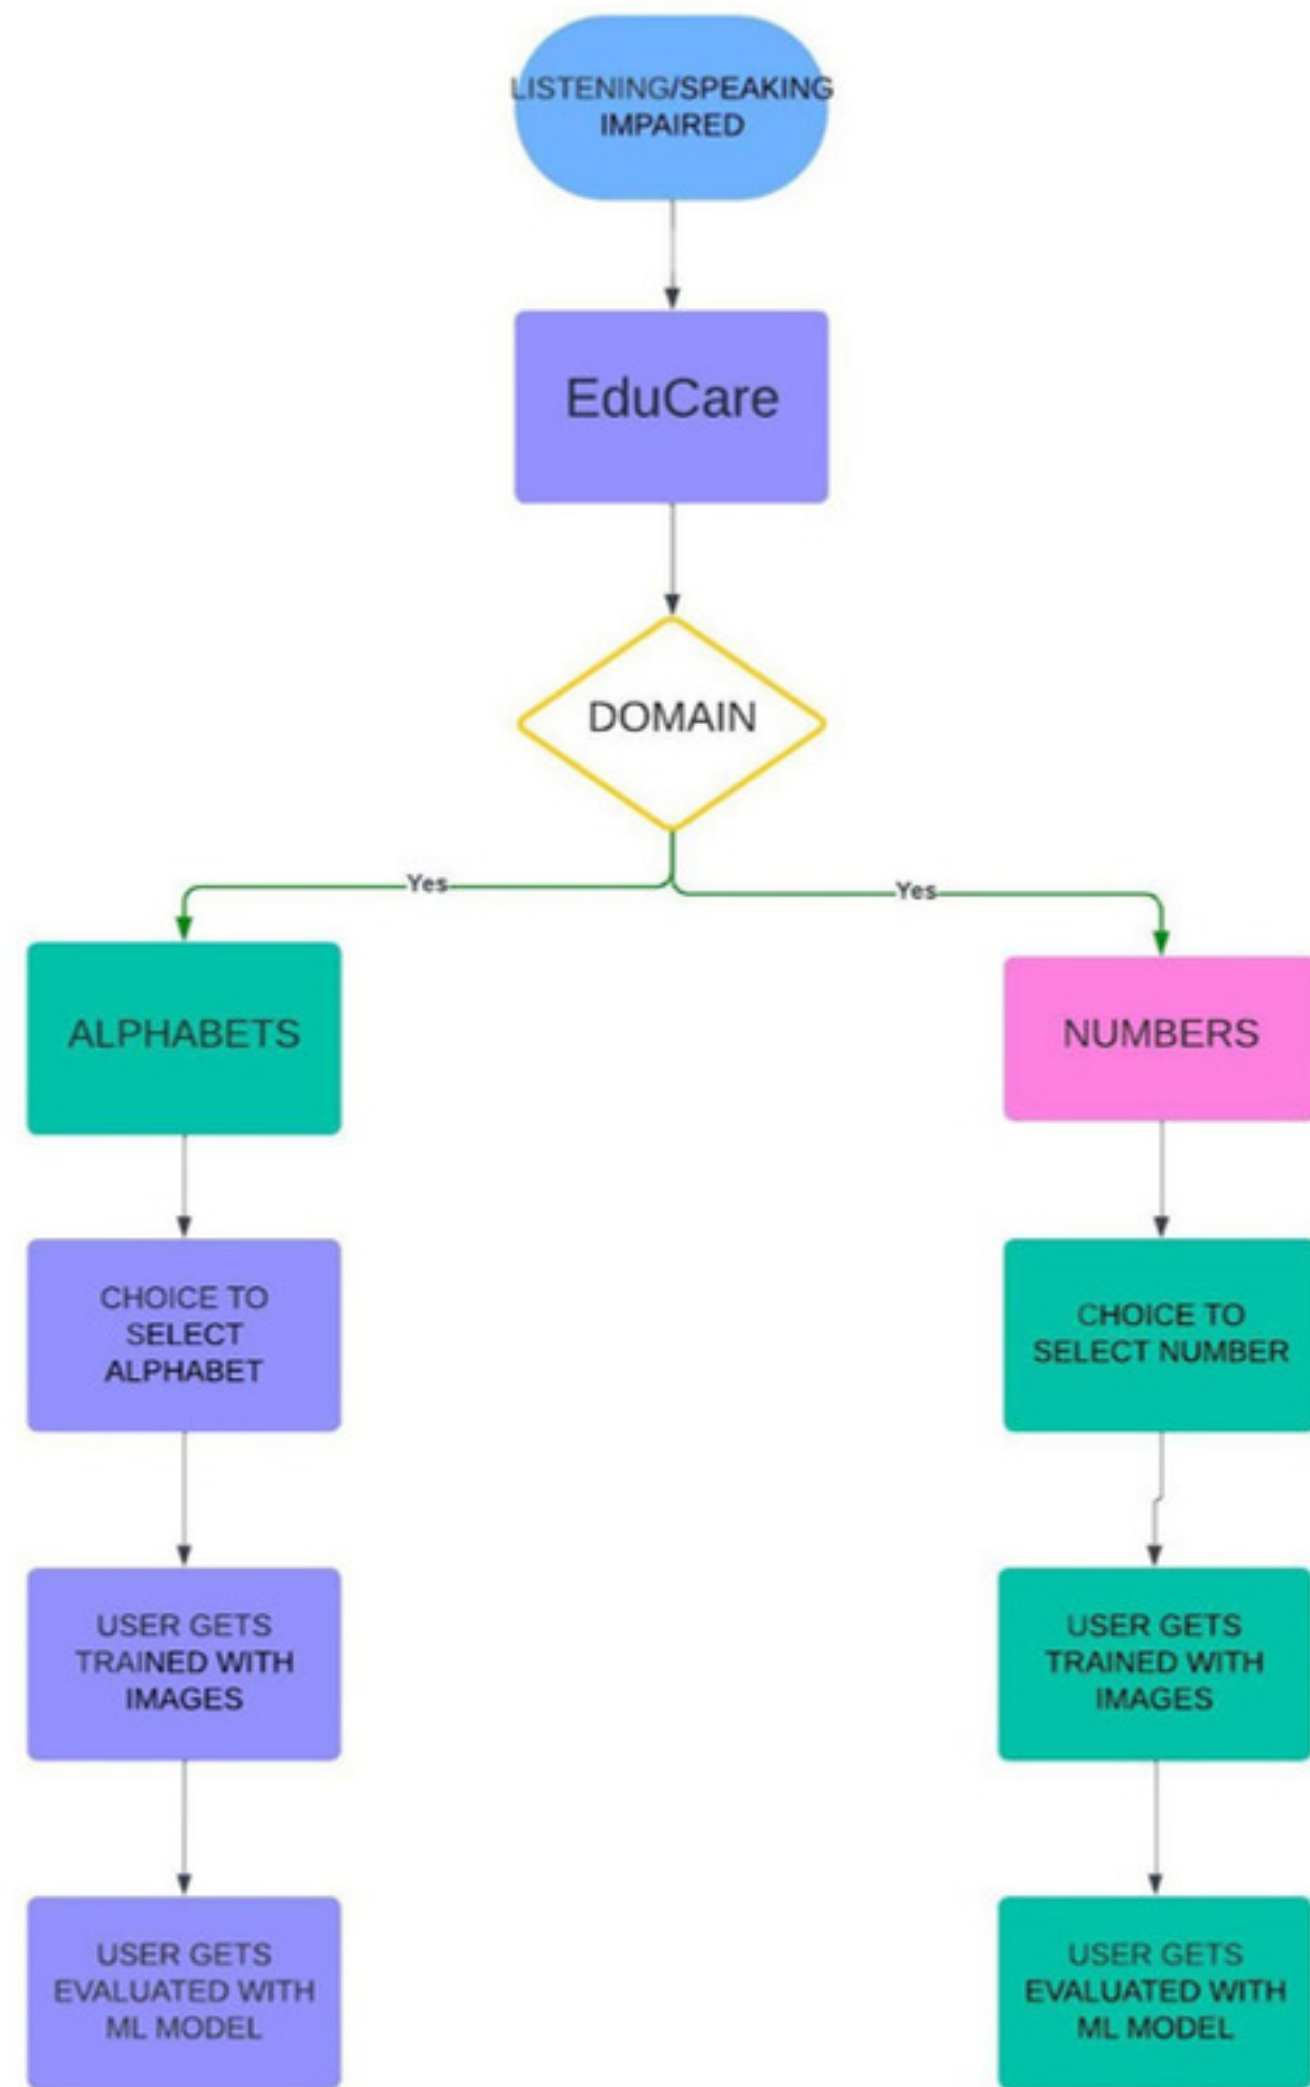 LISTENING/SPEAKING
IMPAIRED
EduCare
DOMAIN
Yes
Yes
ALPHABETS
NUMBERS
CHOICE TO
SELECT
ALPHABET
CHOICE TO
SELECT NUMBER
USER GETS
TRAINED WITH
IMAGES
USER GETS
TRAINED WITH
IMAGES
USER GETS
EVALUATED WITH
ML MODEL
USER GETS
EVALUATED WITH
ML MODEL